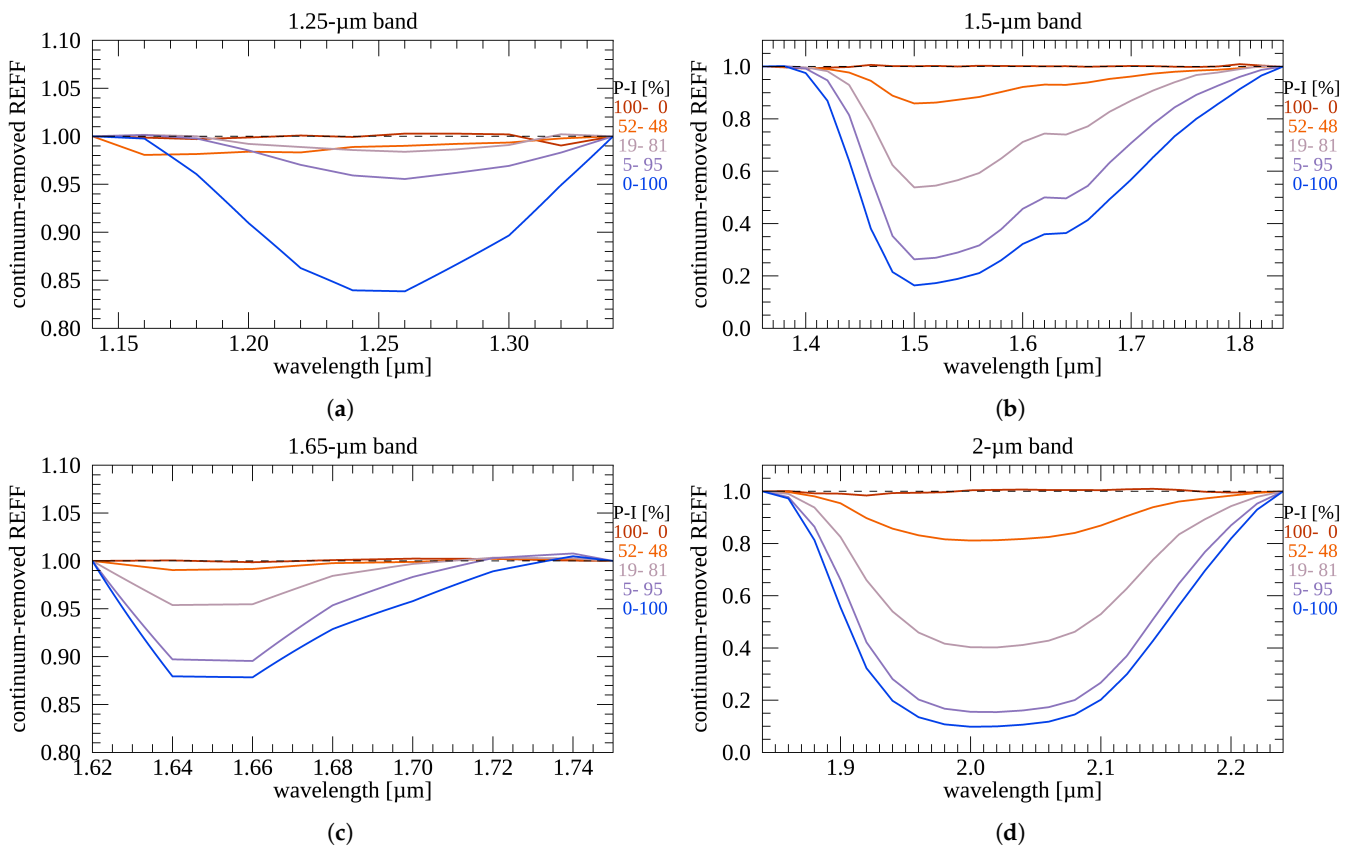 1.25-µm band
continuum-removed REFF
1.10
1.05
1.00
0.95
0.90
0.85
0.80
1.15 1.20 1.25 1.30
wavelength [µm]
P-I [%]
100- 0
52- 48
19- 81
5- 95
0-100
(a)
1.5-µm band
continuum-removed REFF
1.0
0.8
0.6
0.4
0.2
0.0
1.4 1.5 1.6 1.7 1.8
wavelength [µm]
P-I [%]
100- 0
52- 48
19- 81
5- 95
0-100
(b)
1.65-µm band
continuum-removed REFF
1.10
1.05
1.00
0.95
0.90
0.85
0.80
1.62 1.64 1.66 1.68 1.70 1.72 1.74
wavelength [µm]
P-I [%]
100- 0
52- 48
19- 81
5- 95
0-100
(c)
2-µm band
continuum-removed REFF
1.0
0.8
0.6
0.4
0.2
0.0
1.9 2.0 2.1 2.2
wavelength [µm]
P-I [%]
100- 0
52- 48
19- 81
5- 95
0-100
(d)